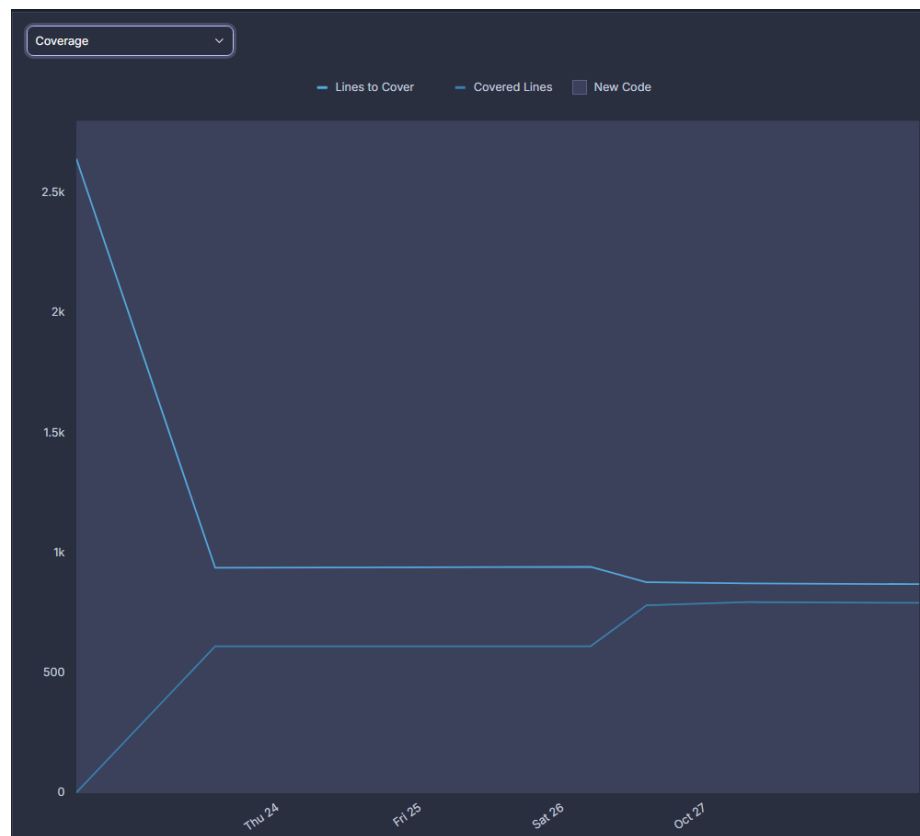 Coverage
Lines to Cover Covered Lines New Code
2.5k
2k
1.5k
1k
500
0
Thu 24 Fri 25 Sat 26 Oct 27